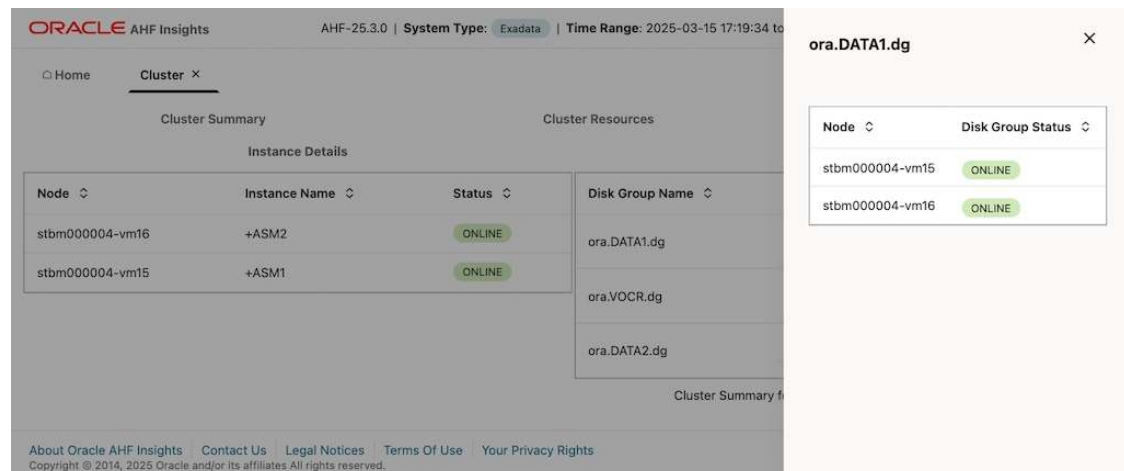 ORACLE AHF Insights AHF-25.3.0 | System Type: Exadata | Time Range: 2025-03-15 17:19:34 to
Home Cluster ×
Cluster Summary Cluster Resources
Instance Details
Node Instance Name Status Disk Group Name
stbm000004-vm16 +ASM2 ONLINE ora.DATA1.dg
stbm000004-vm15 +ASM1 ONLINE
ora.VOCR.dg
ora.DATA2.dg
Cluster Summary
About Oracle AHF Insights Contact Us Legal Notices Terms Of Use Your Privacy Rights
Copyright © 2014, 2025 Oracle and/or its affiliates All rights reserved.
ora.DATA1.dg ×
Node Disk Group Status
stbm000004-vm15 ONLINE
stbm000004-vm16 ONLINE